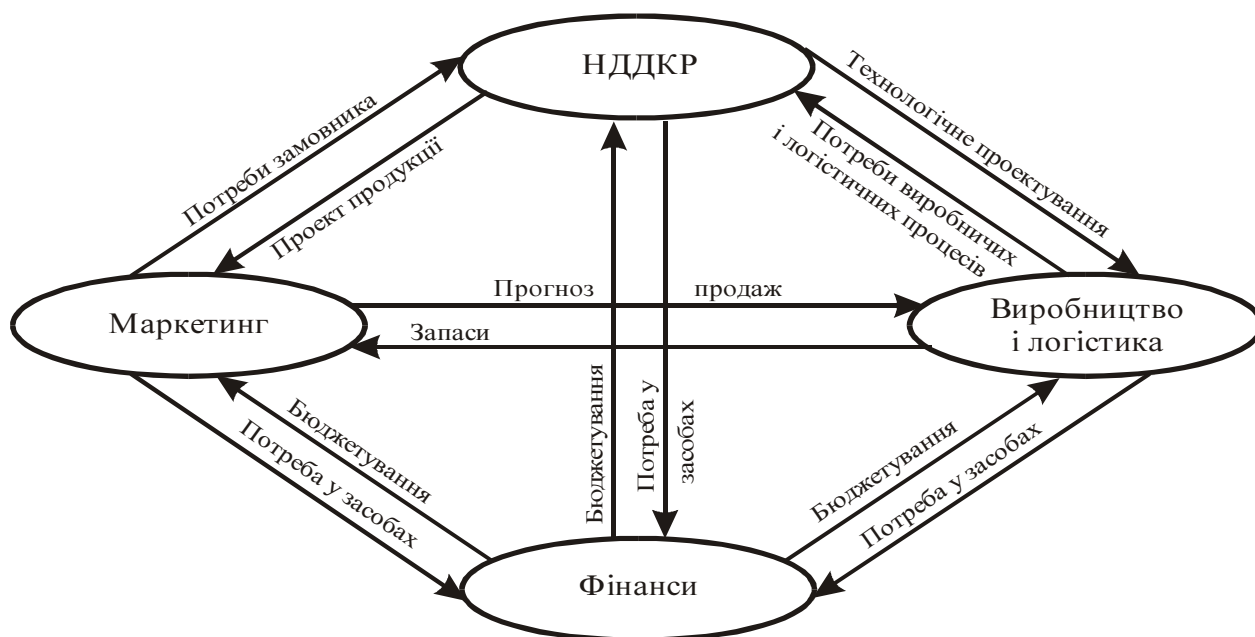 НДДКР
Потреби замовника
Проект продукції
Технологічне проектування
Потреби виробничих
і логістичних процесів
Маркетинг
Прогноз продаж
Запаси
Виробництво
і логістика
Бюджетування
Потреба у засобах
Бюджетування
Потреба у
засобах
Бюджетування
Потреба у засобах
Фінанси